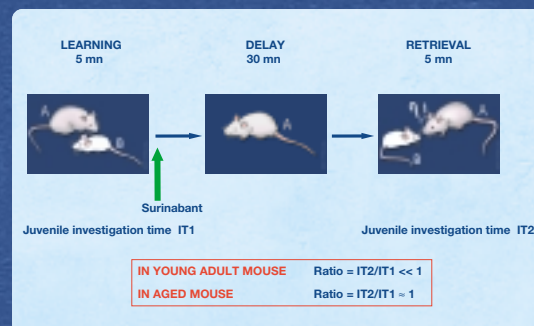 LEARNING
5 mn
DELAY
30 mn
RETRIEVAL
5 mn
A
B
A
A
B
Surinabant
Juvenile investigation time IT1
Juvenile investigation time IT2
IN YOUNG ADULT MOUSE Ratio = IT2/IT1 << 1
IN AGED MOUSE Ratio = IT2/IT1 ≈ 1